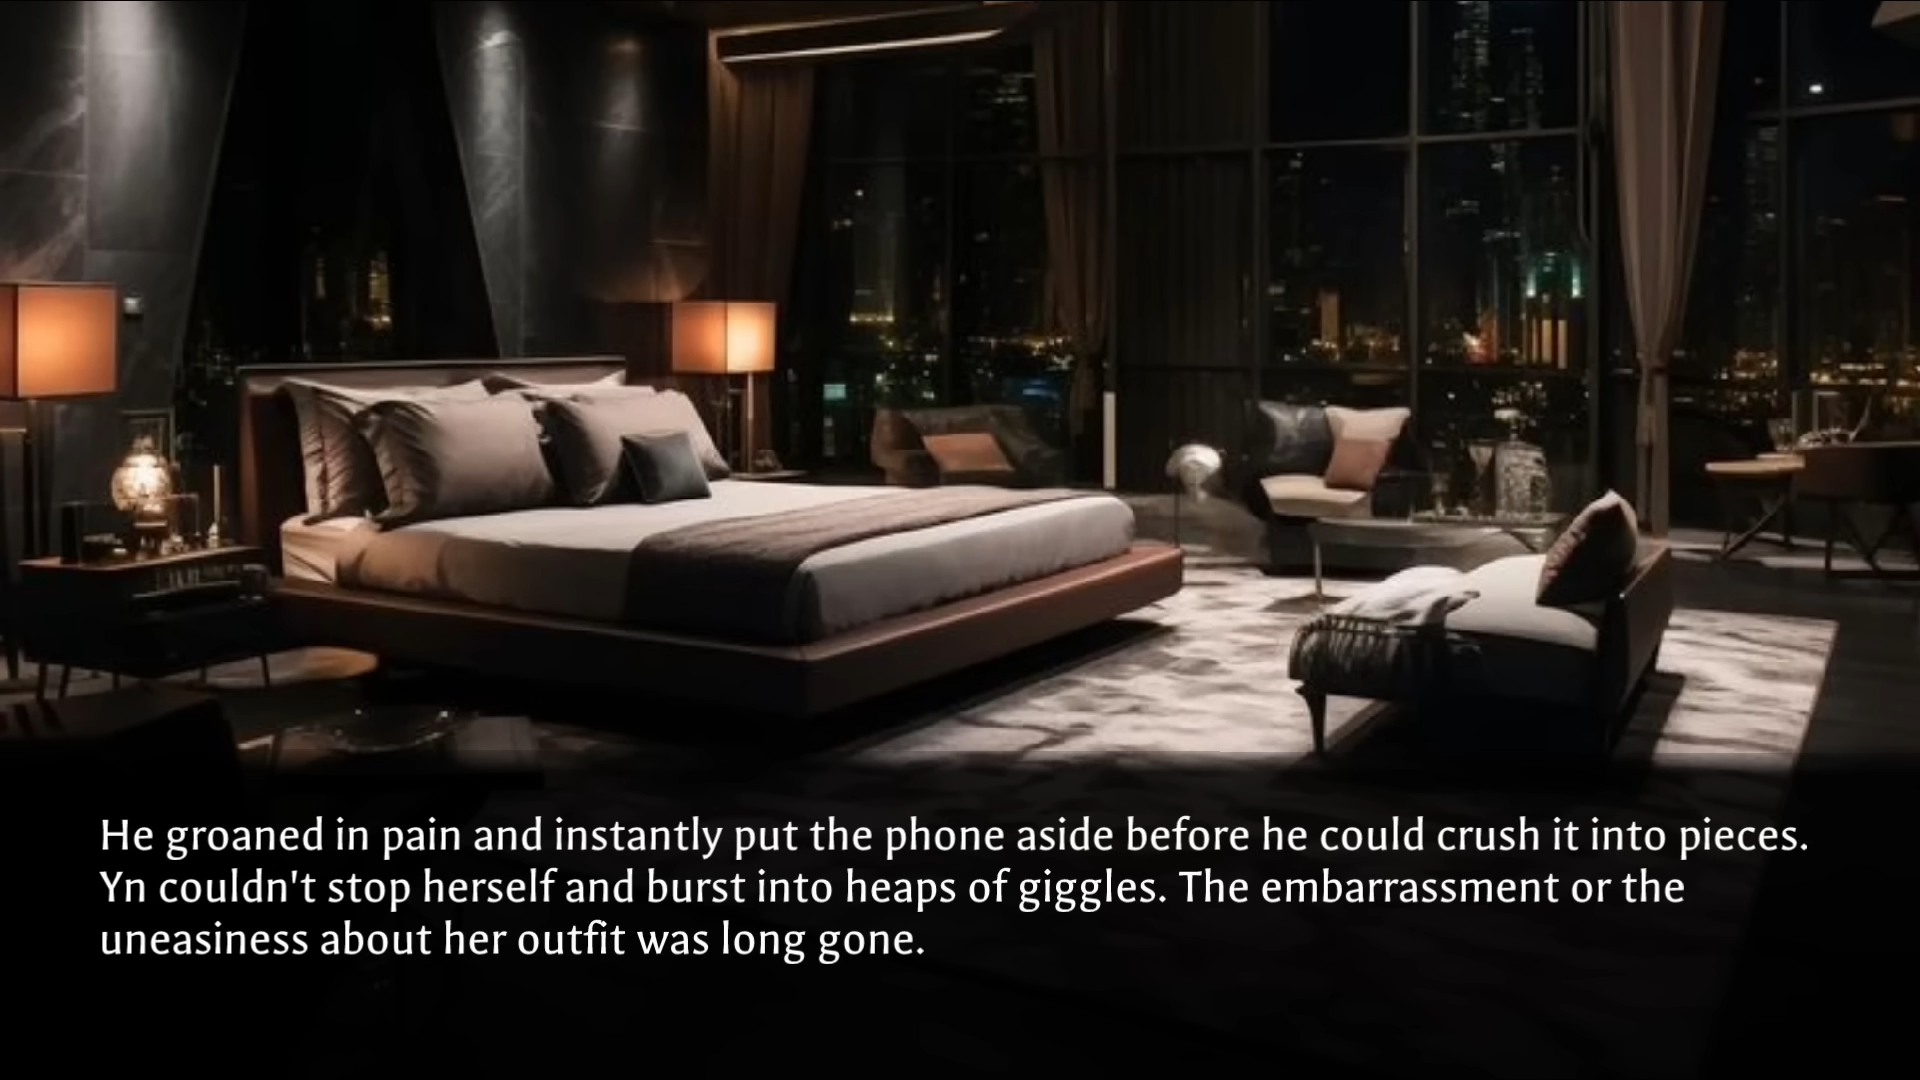 He groaned in pain and instantly put the phone aside before he could crush it into pieces.
Yn couldn't stop herself and burst into heaps of giggles. The embarrassment or the
uneasiness about her outfit was long gone.